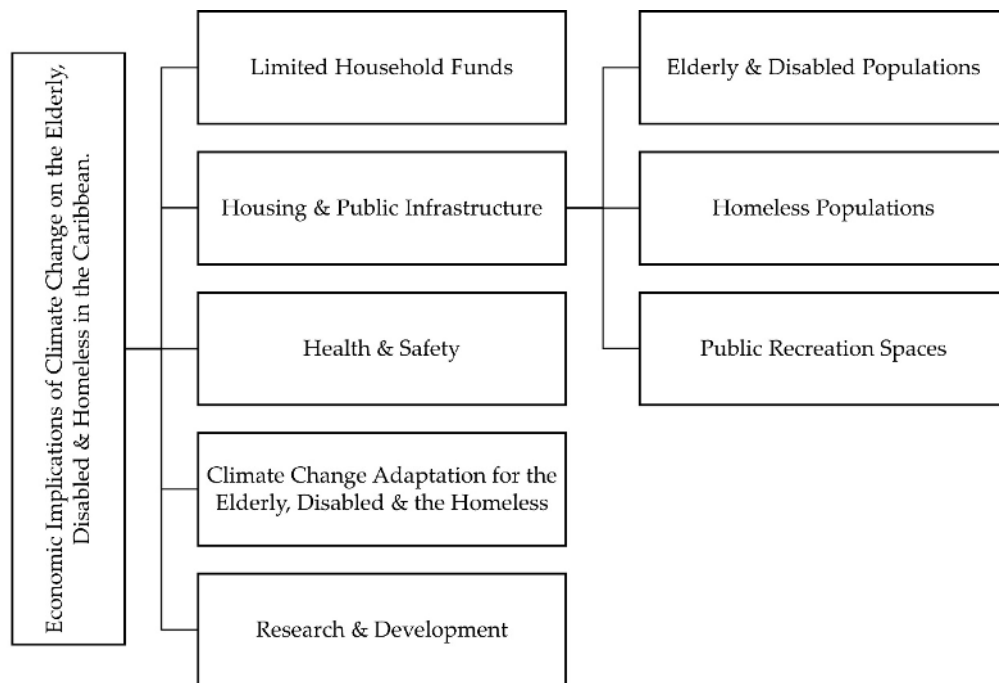 Economic Implications of Climate Change on the Elderly,
Disabled & Homeless in the Caribbean.
Limited Household Funds
Housing & Public Infrastructure
Health & Safety
Climate Change Adaptation for the
Elderly, Disabled & the Homeless
Research & Development
Elderly & Disabled Populations
Homeless Populations
Public Recreation Spaces